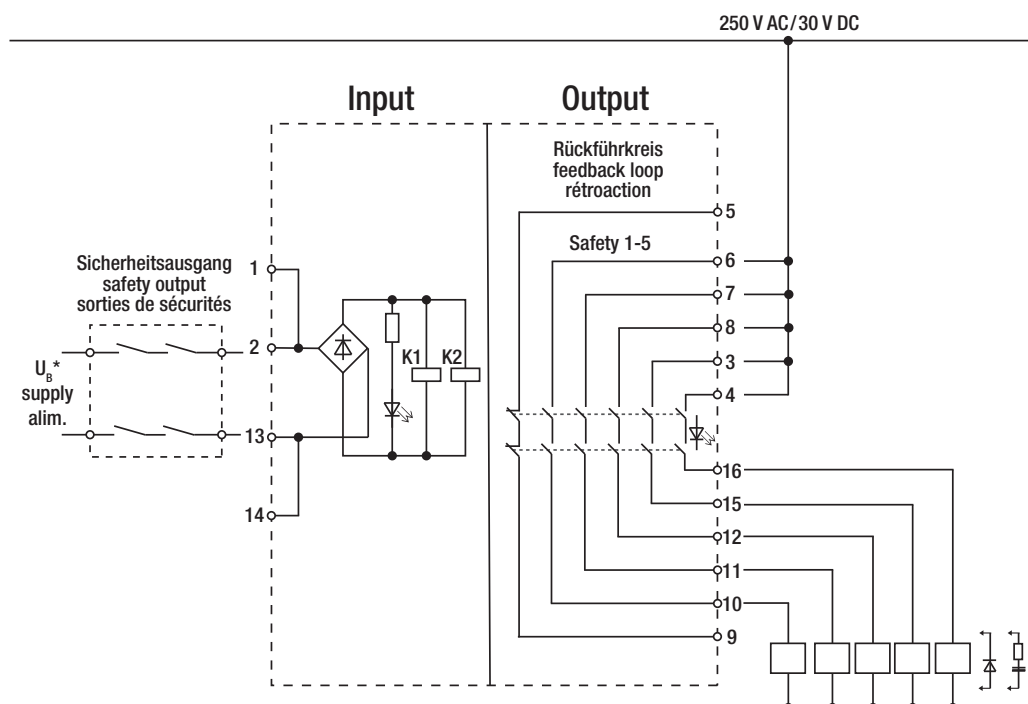 250 V AC/30 V DC
Input
Output
Rückführkreis
feedback loop
rétroaction
5
Safety 1-5
6
7
8
3
4
Sicherheitsausgang
safety output
sorties de sécurités
1
2
U_B*
supply
alim.
13
14
K1
K2
16
15
12
11
10
9